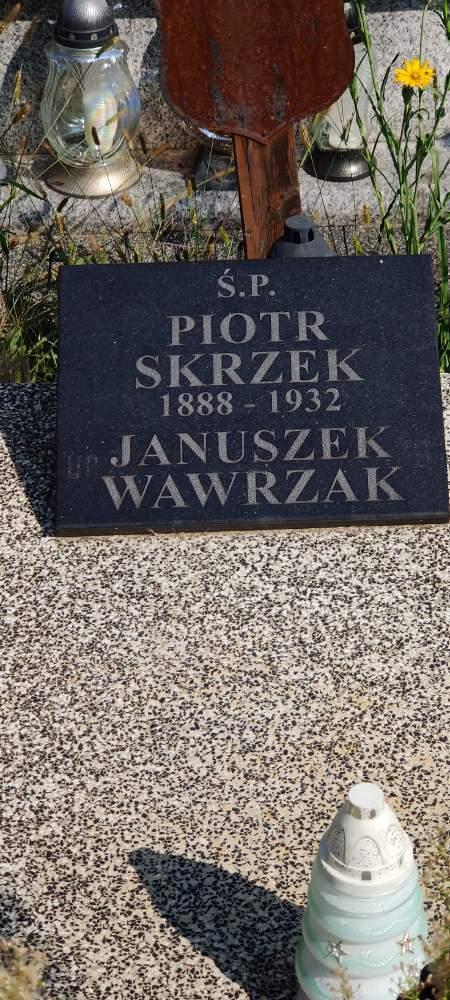 Ś.P.
PIOTR
SKRZEK
1888 - 1932
JANUSZEK
WAWRZAK